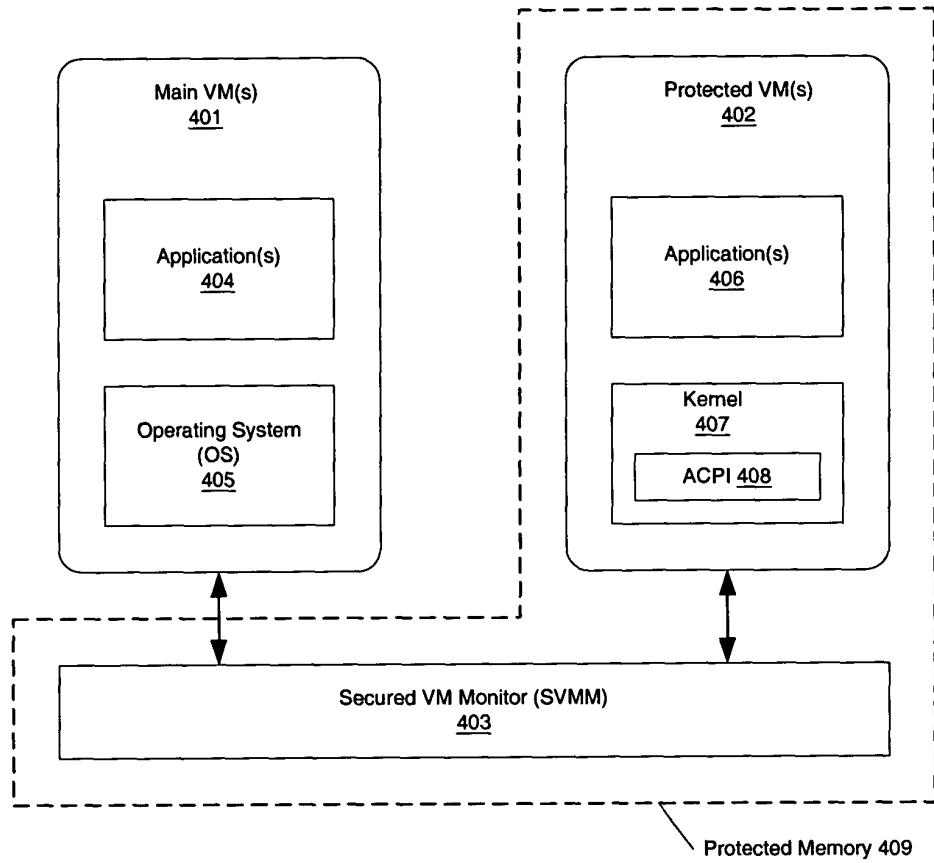 Main VM(s)
401
Application(s)
404
Operating System
(OS)
405
Protected VM(s)
402
Application(s)
406
Kernel
407
ACPI 408
Secured VM Monitor (SVMM)
403
Protected Memory 409